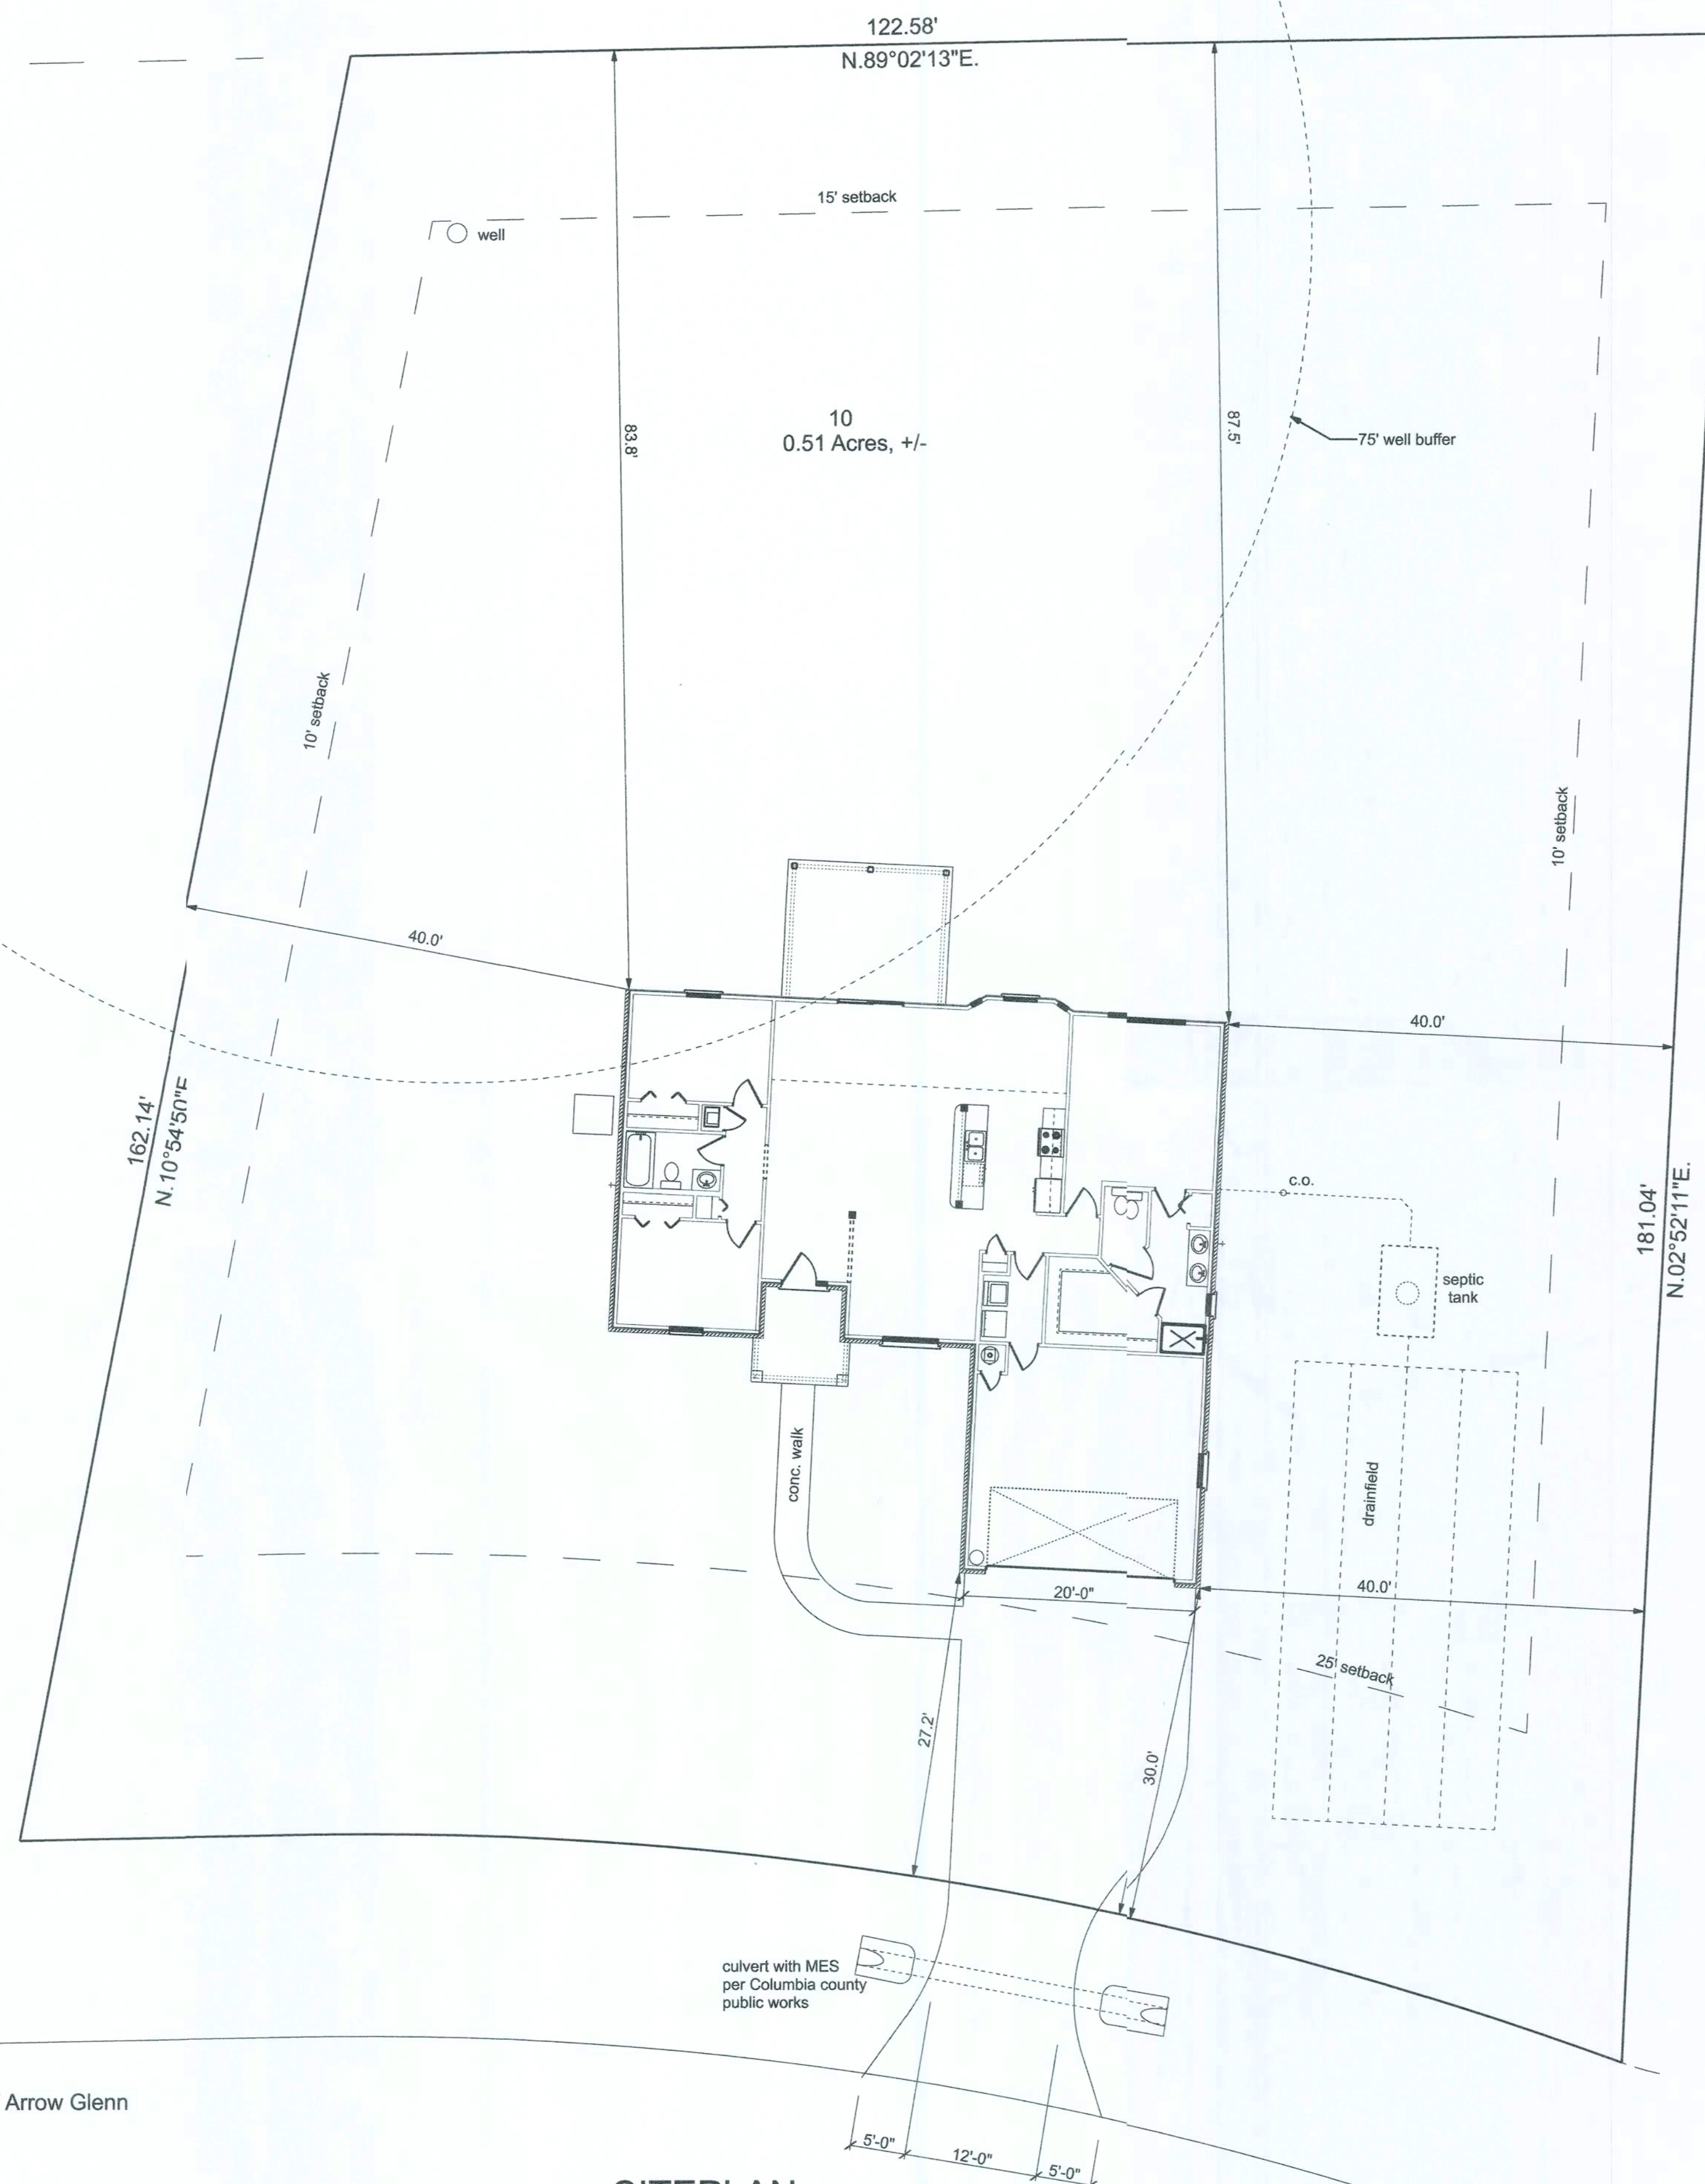 122.58'
N.89°02'13"E.
15' setback
well
10
0.51 Acres, +/-
83.8'
87.5'
75' well buffer
10' setback
10' setback
40.0'
40.0'
162.14'
N.10°54'50"E
c.o.
181.04'
N.02°52'11"E.
septic
tank
conc. walk
drainfield
20'-0"
40.0'
25' setback
27.2'
30.0'
culvert with MES
per Columbia county
public works
Arrow Glenn
5'-0"
12'-0"
5'-0"
SITEPLAN